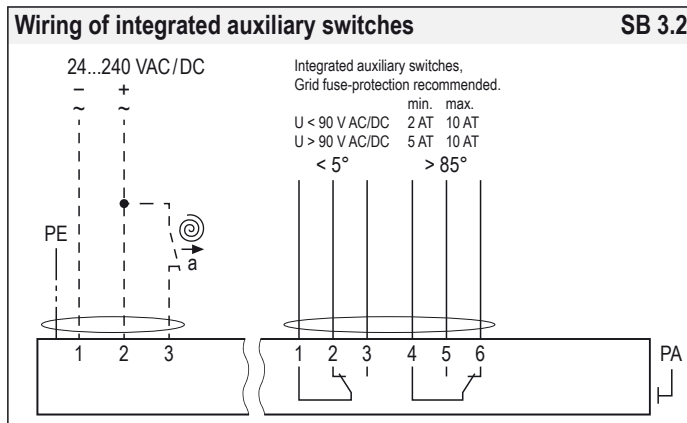 Wiring of integrated auxiliary switches SB 3.2
24...240 VAC/DC
– +
~ ~
Integrated auxiliary switches,
Grid fuse-protection recommended.
min. max.
U < 90 V AC/DC 2 AT 10 AT
U > 90 V AC/DC 5 AT 10 AT
< 5° > 85°
PE
a
1 2 3 1 2 3 4 5 6 PA